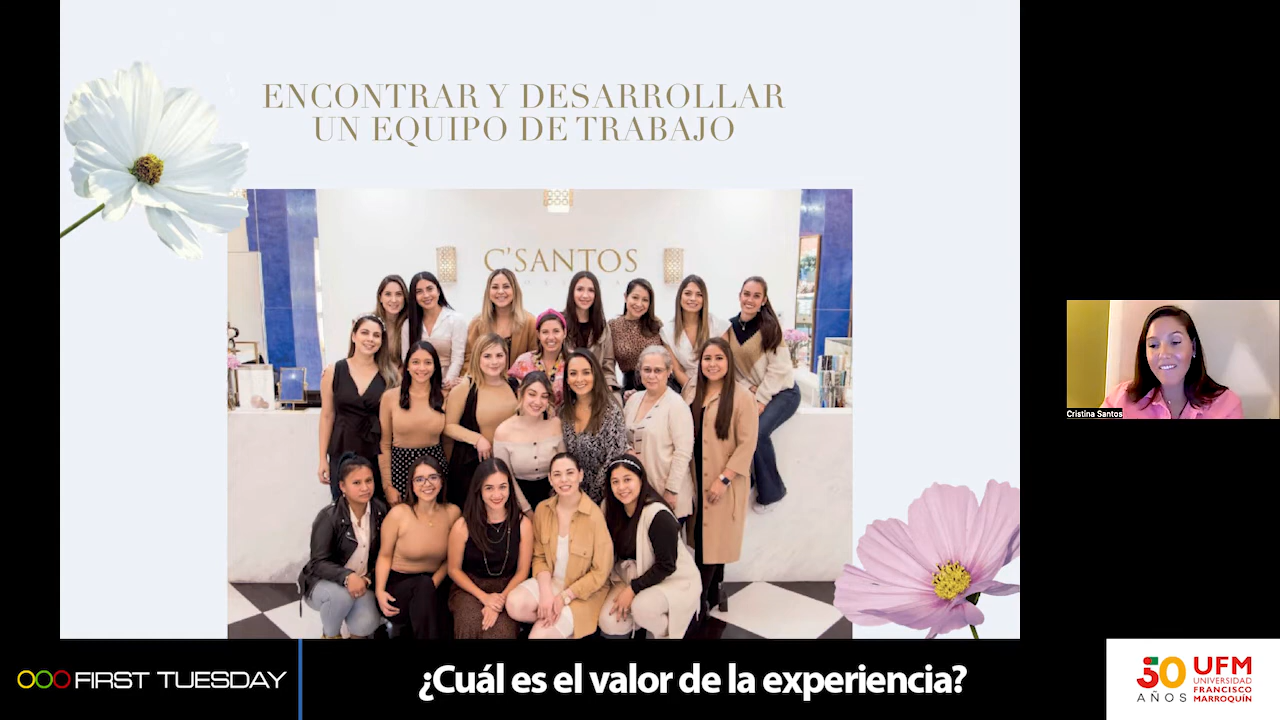 ENCONTRAR Y DESARROLLAR
UN EQUIPO DE TRABAJO
C'SANTOS
Cristina Santos
FIRST TUESDAY
¿Cuál es el valor de la experiencia?
50
AÑOS
UFM
UNIVERSIDAD
FRANCISCO
MARROQUÍN